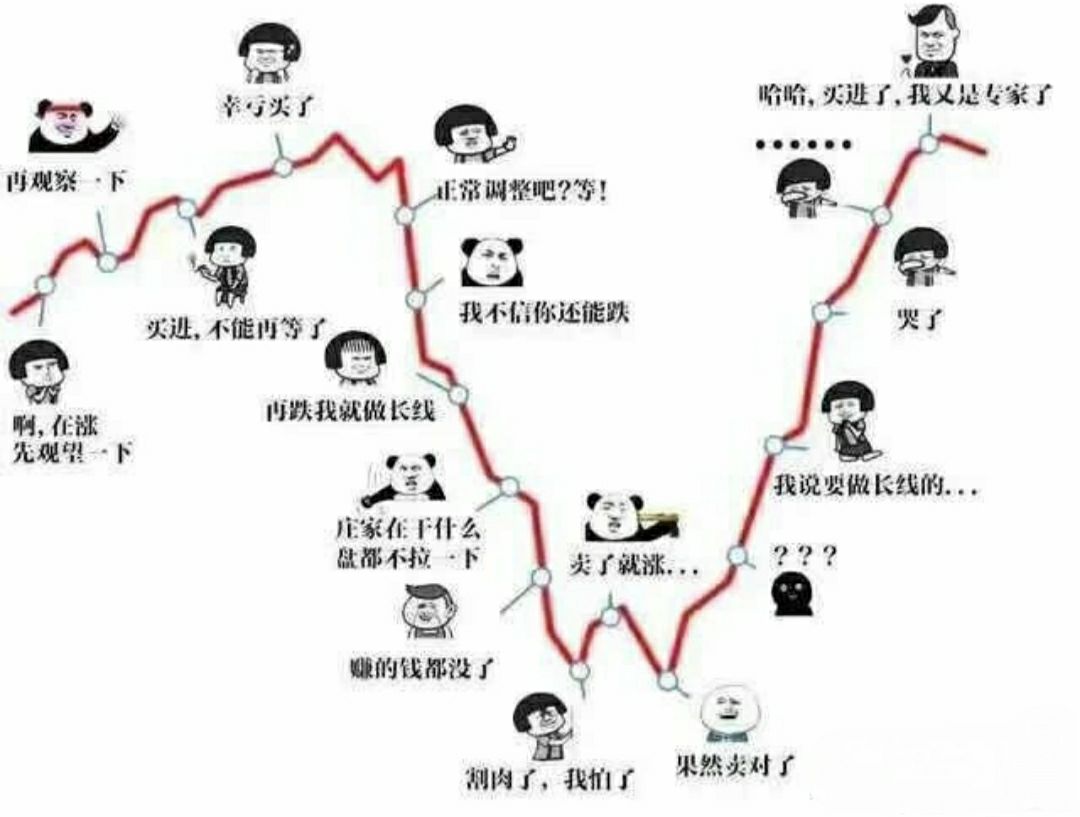 啊,在涨
先观望一下
再观察一下
买进,不能再等了
幸亏买了
正常调整吧?等!
我不信你还能跌
再跌我就做长线
庄家在干什么
盘都不拉一下
赚的钱都没了
割肉了，我怕了
卖了就涨...
果然卖对了
? ? ?
我说要做长线的...
哭了
······
哈哈,买进了,我又是专家了